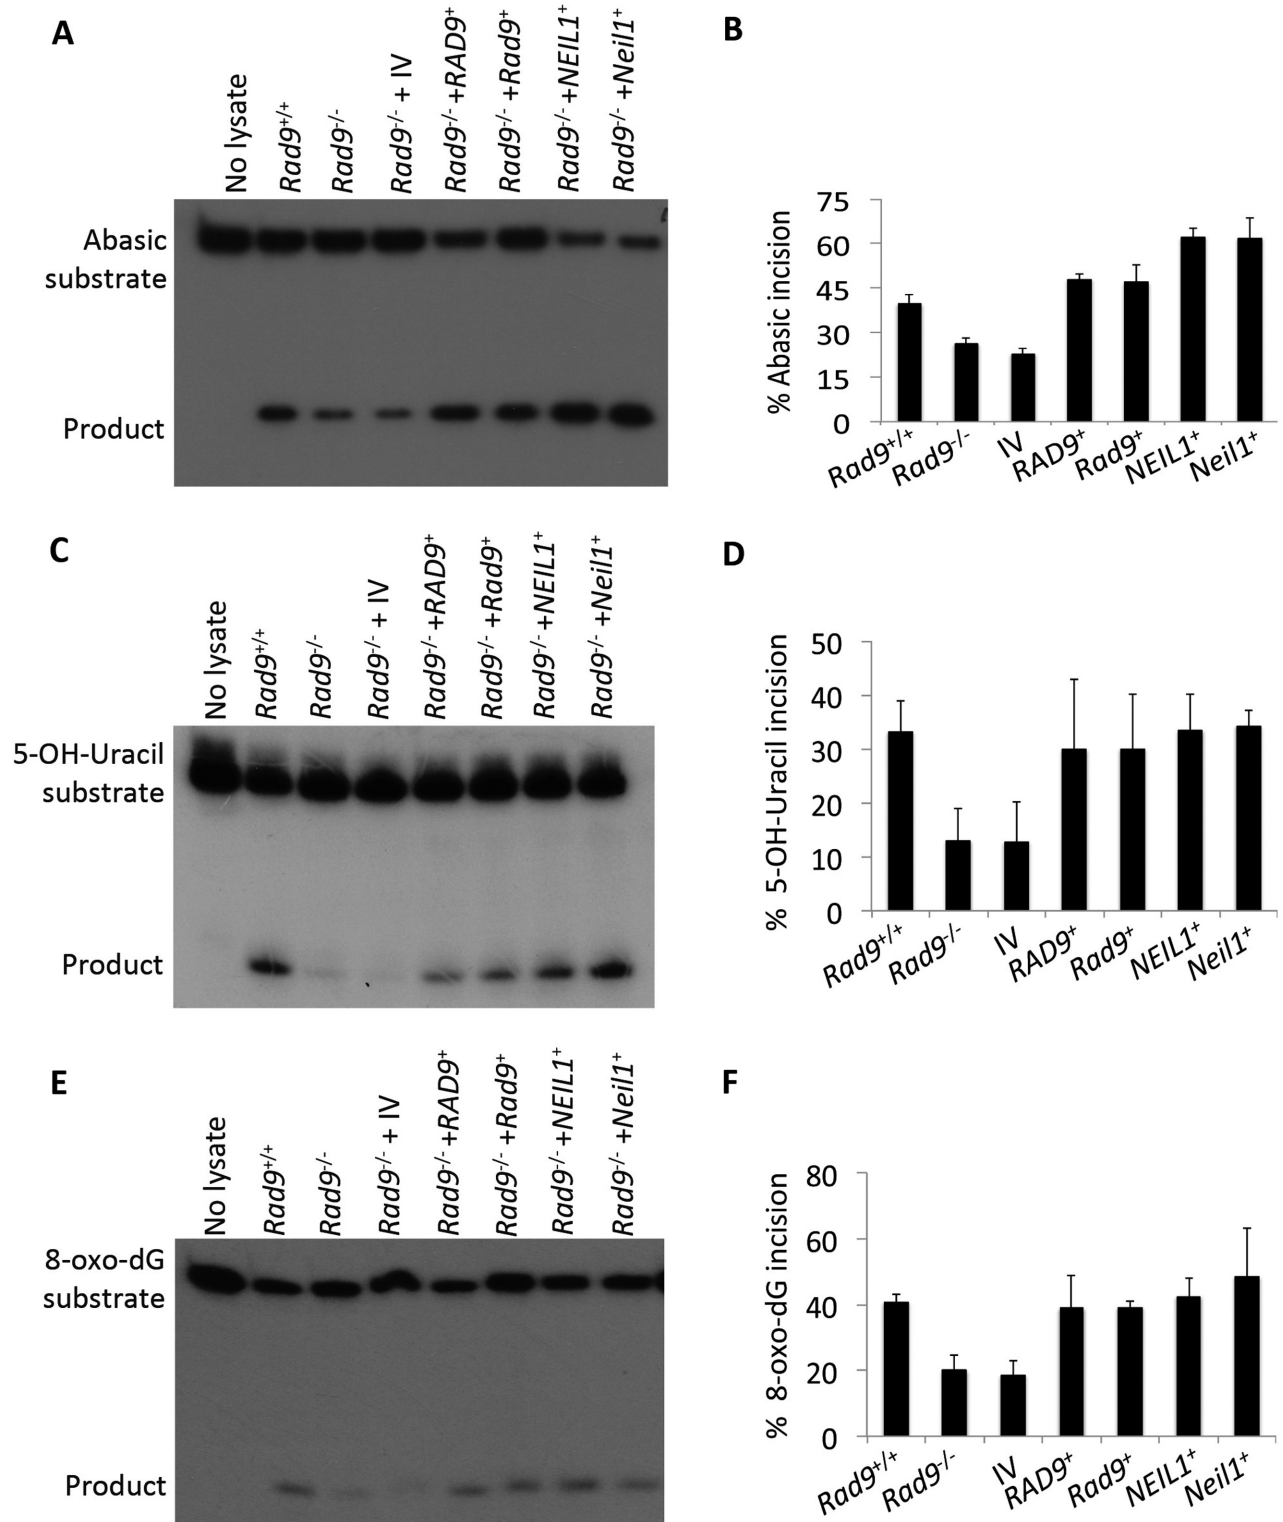 A
No lysate
Rad9+/+
Rad9-/-
Rad9-/- + IV
Rad9-/- +RAD9+
Rad9-/- +Rad9+
Rad9-/- +NEIL1+
Rad9-/- +Neil1+
Abasic
substrate
Product
B
% Abasic incision
75
60
45
30
15
0
Rad9+/+
Rad9-/-
IV
RAD9+
Rad9+
NEIL1+
Neil1+
C
No lysate
Rad9+/+
Rad9-/-
Rad9-/- + IV
Rad9-/- +RAD9+
Rad9-/- +Rad9+
Rad9-/- +NEIL1+
Rad9-/- +Neil1+
5-OH-Uracil
substrate
Product
D
% 5-OH-Uracil incision
50
40
30
20
10
0
Rad9+/+
Rad9-/-
IV
RAD9+
Rad9+
NEIL1+
Neil1+
E
No lysate
Rad9+/+
Rad9-/-
Rad9-/- + IV
Rad9-/- +RAD9+
Rad9-/- +Rad9+
Rad9-/- +NEIL1+
Rad9-/- +Neil1+
8-oxo-dG
substrate
Product
F
% 8-oxo-dG incision
80
60
40
20
0
Rad9+/+
Rad9-/-
IV
RAD9+
Rad9+
NEIL1+
Neil1+